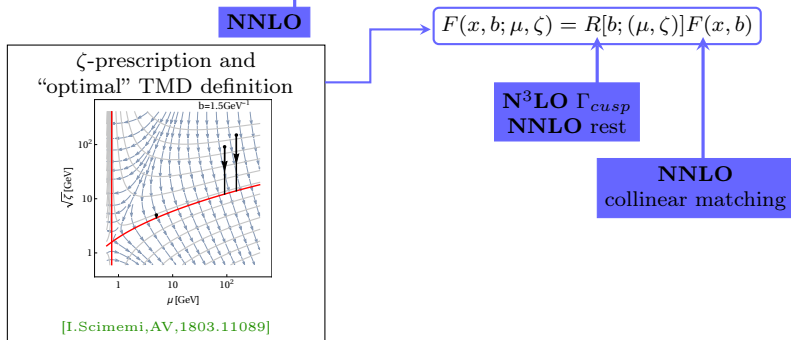 NNLO
F(x, b; μ, ζ) = R[b; (μ, ζ)]F(x, b)
ζ-prescription and
“optimal” TMD definition
b=1.5GeV⁻¹
10²
10
1
√ζ [GeV]
1 10 10²
μ [GeV]
[I.Scimemi,AV,1803.11089]
N³LO Γcusp
NNLO rest
NNLO
collinear matching